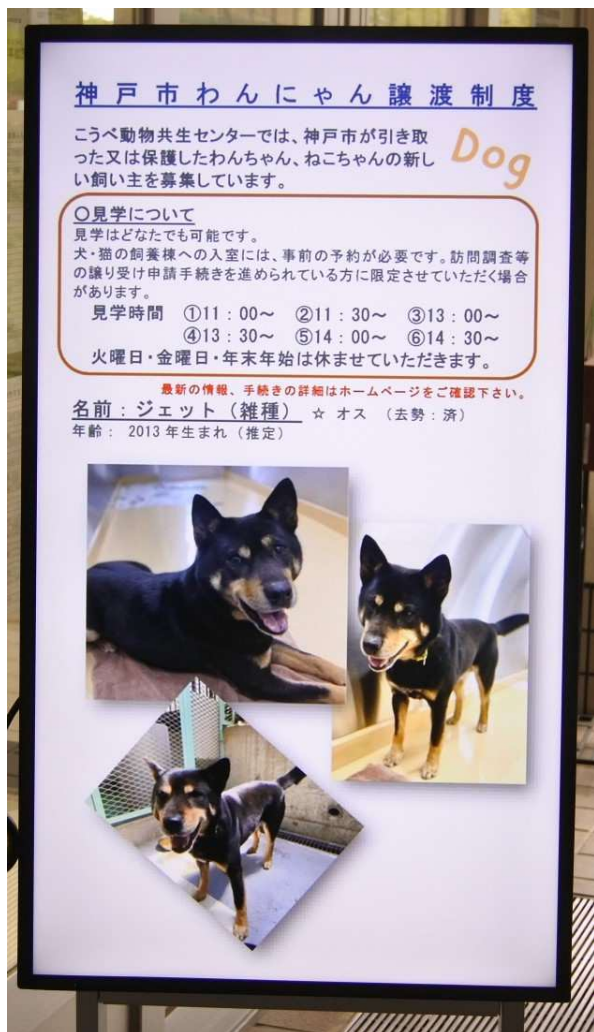 神戸市わんにゃん譲渡制度
こうべ動物共生センターでは、神戸市が引き取
った又は保護したわんちゃん、ねこちゃんの新し
い飼い主を募集しています。
Dog
〇見学について
見学はどなたでも可能です。
犬・猫の飼養棟への入室には、事前の予約が必要です。訪問調査等
の譲り受け申請手続きを進められている方に限定させていただく場合
があります。
見学時間 ①11：00～ ②11：30～ ③13：00～
④13：30～ ⑤14：00～ ⑥14：30～
火曜日・金曜日・年末年始は休ませていただきます。
最新の情報、手続きの詳細はホームページをご確認下さい。
名前：ジェット（雑種） ☆ オス （去勢：済）
年齢： 2013年生まれ（推定）